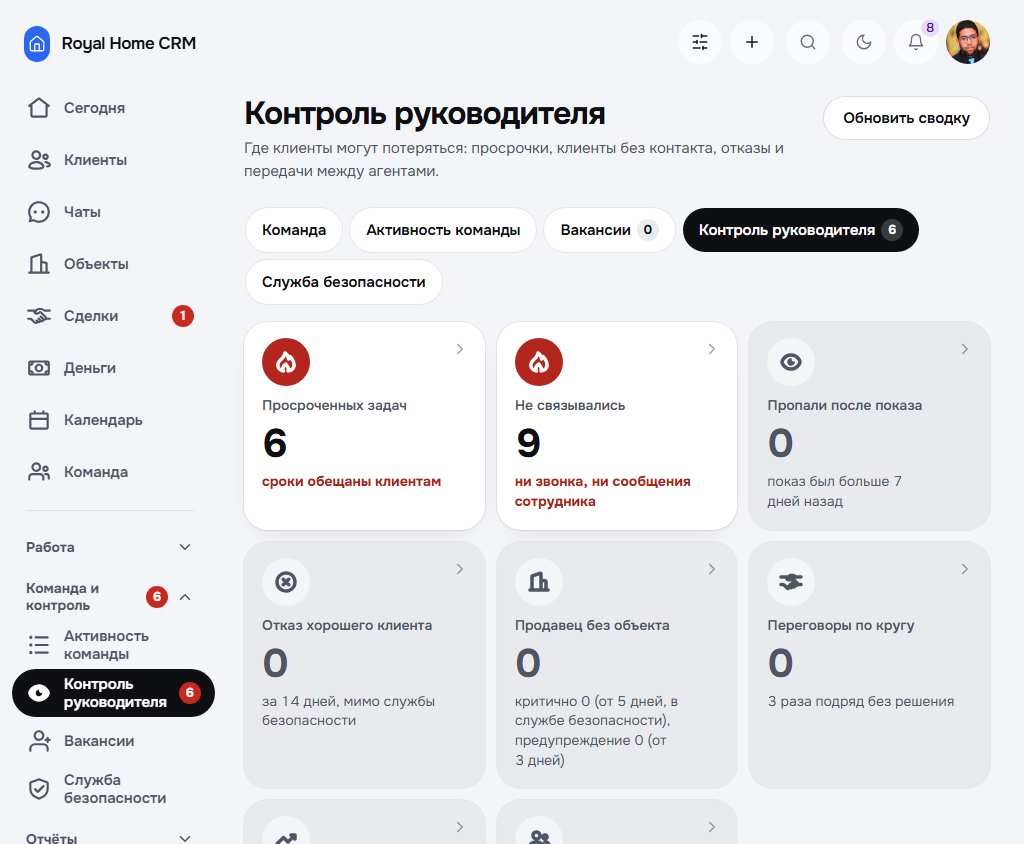 Royal Home CRM
8
Сегодня
Клиенты
Чаты
Объекты
Сделки
1
Деньги
Календарь
Команда
Работа
Команда и
контроль
6
Активность
команды
Контроль
руководителя
6
Вакансии
Служба
безопасности
Отчёты
Контроль руководителя
Где клиенты могут потеряться: просрочки, клиенты без контакта, отказы и
передачи между агентами.
Обновить сводку
Команда
Активность команды
Вакансии 0
Контроль руководителя 6
Служба безопасности
Просроченных задач
6
сроки обещаны клиентам
Не связывались
9
ни звонка, ни сообщения
сотрудника
Пропали после показа
0
показ был больше 7
дней назад
Отказ хорошего клиента
0
за 14 дней, мимо службы
безопасности
Продавец без объекта
0
критично 0 (от 5 дней, в
службе безопасности),
предупреждение 0 (от
3 дней)
Переговоры по кругу
0
3 раза подряд без решения